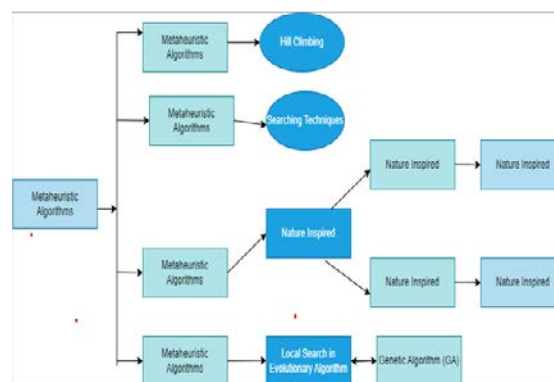 Metaheuristic
Algorithms
Hill Climbing
Metaheuristic
Algorithms
Searching Techniques
Nature Inspired
Nature Inspired
Metaheuristic
Algorithms
Nature Inspired
Metaheuristic
Algorithms
Nature Inspired
Nature Inspired
Metaheuristic
Algorithms
Local Search in
Evolutionary Algorithm
Genetic Algorithm (GA)